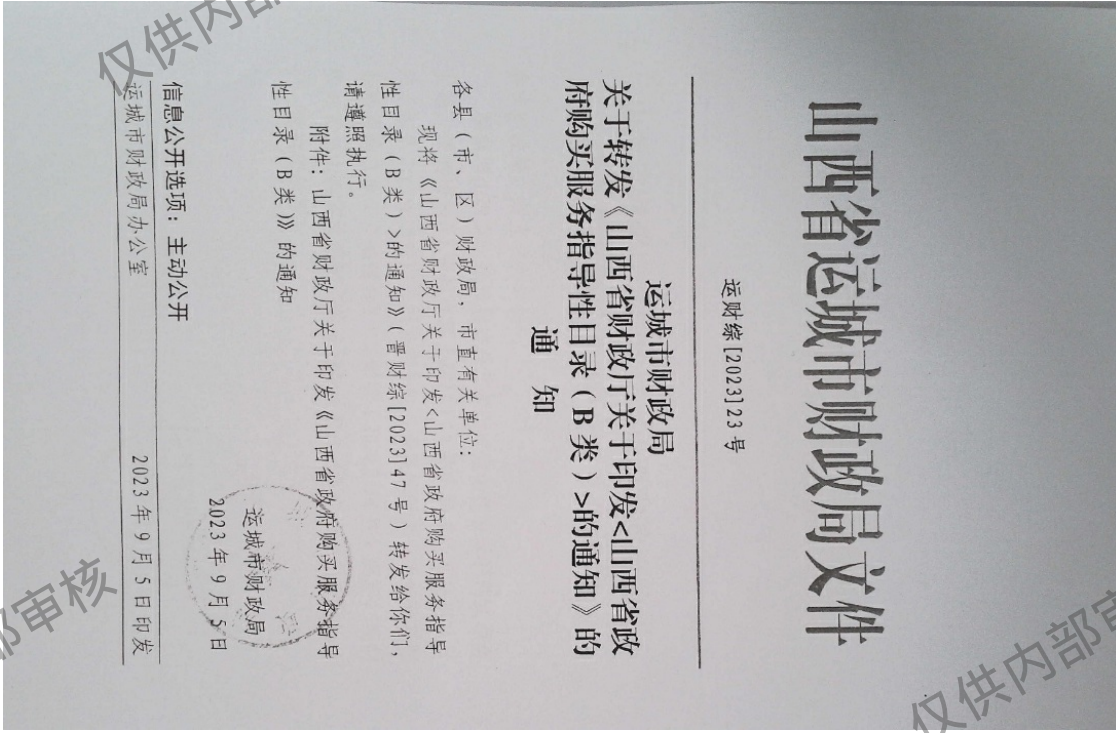 山西省运城市财政局文件
运财综[2023]23号
运城市财政局
关于转发《山西省财政厅关于印发<山西省政
府购买服务指导性目录(B类)>的通知》的
通 知
各县(市、区)财政局,市直有关单位:
现将《山西省财政厅关于印发<山西省政府购买服务指导
性目录(B类)>的通知》(晋财综[2023]47号)转发给你们,
请遵照执行。
附件:山西省财政厅关于印发《山西省政府购买服务指导
性目录(B类)》的通知
运城市财政局
2023年9月5日
信息公开选项:主动公开
运城市财政局办公室 2023年9月5日印发
仅供内
部审核
仅供内部审